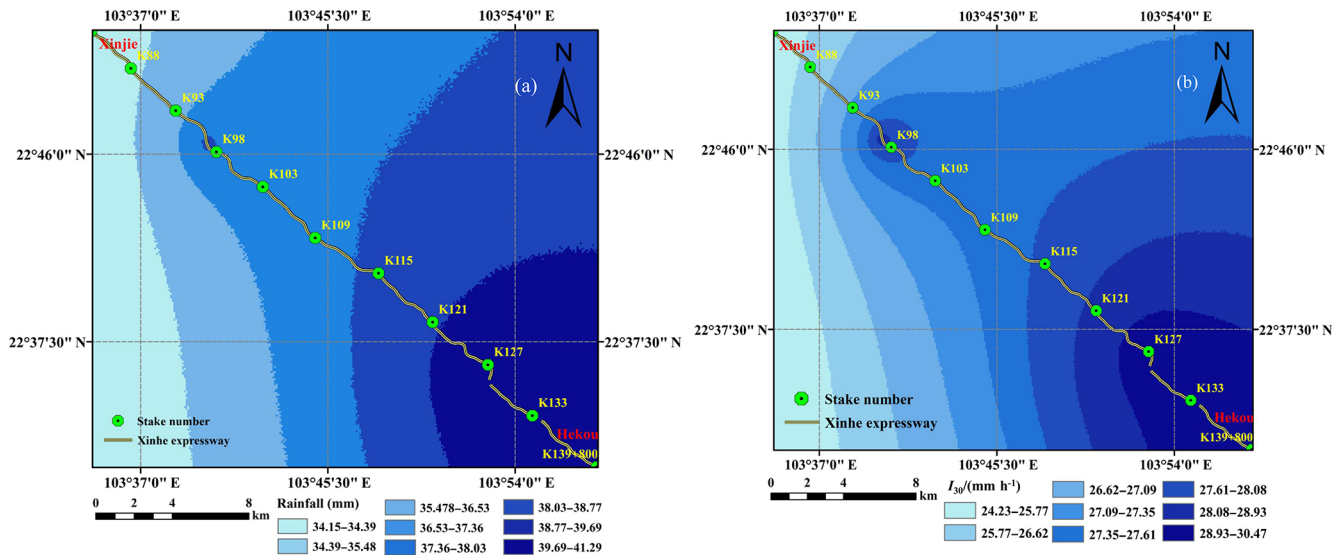 103°37'0" E 103°45'30" E 103°54'0" E
Xinjie
K88
N
(a)
K93
K98
22°46'0" N
K103
K109
K115
K121
22°37'30" N
K127
K133
Stake number
Xinhe expressway
Hekou
K139+800
103°37'0" E 103°45'30" E 103°54'0" E
0 2 4 8
km
Rainfall (mm)
34.15–34.39
34.39–35.48
35.478–36.53
36.53–37.36
37.36–38.03
38.03–38.77
38.77–39.69
39.69–41.29
103°37'0" E 103°45'30" E 103°54'0" E
Xinjie
K88
N
(b)
K93
K98
22°46'0" N
22°46'0" N
K103
K109
K115
K121
22°37'30" N
22°37'30" N
K127
K133
Stake number
Xinhe expressway
Hekou
K139+800
103°37'0" E 103°45'30" E 103°54'0" E
0 2 4 8
km
I30/(mm h-1)
24.23–25.77
25.77–26.62
26.62–27.09
27.09–27.35
27.35–27.61
27.61–28.08
28.08–28.93
28.93–30.47